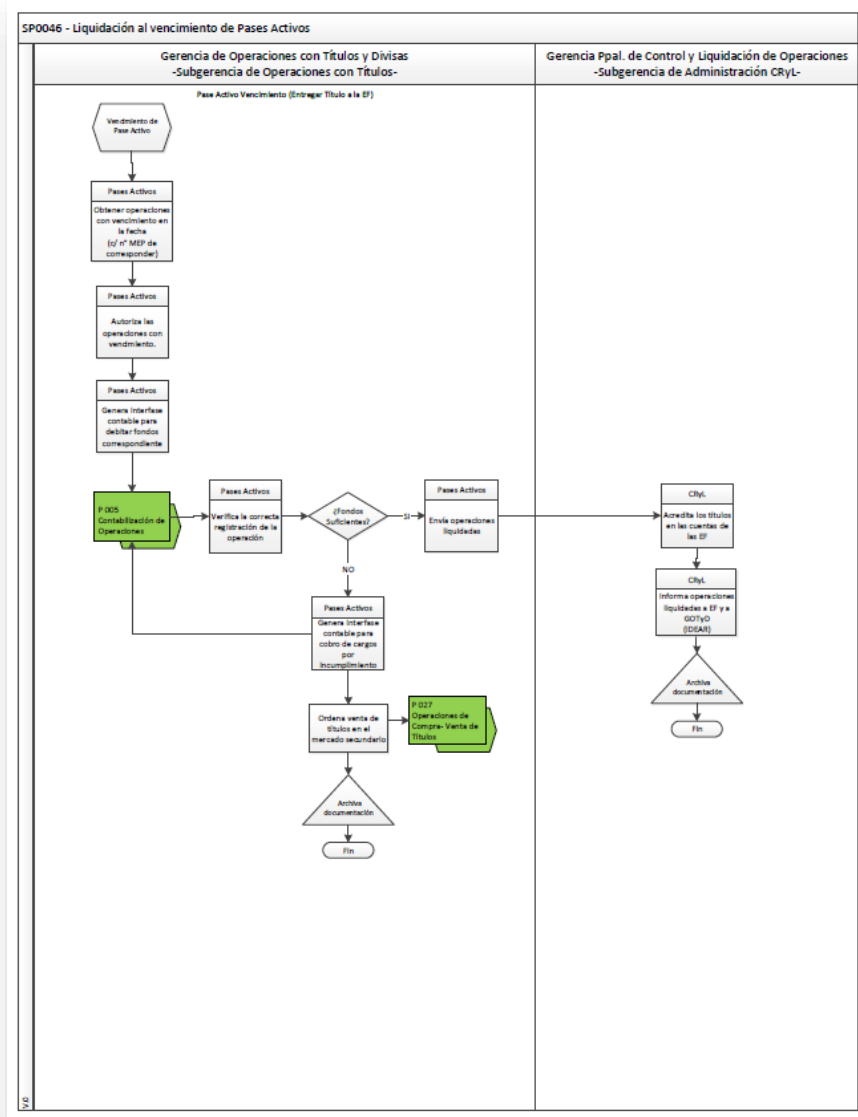 SP0046 - Liquidación al vencimiento de Pases Activos
Gerencia de Operaciones con Títulos y Divisas
-Subgerencia de Operaciones con Títulos-
Gerencia Ppal. de Control y Liquidación de Operaciones
-Subgerencia de Administración CRyL-
Pase Activo Vencimiento (Entregar Título a la EF)
Vencimiento de
Pase Activo
Pases Activos
Obtener operaciones
con vencimiento en
la fecha
(c/ n° MEP de
corresponder)
Pases Activos
Autoriza las
operaciones con
vencimiento.
Pases Activos
Genera interfase
contable para
debitar fondos
correspondiente
P 005
Contabilización de
Operaciones
Pases Activos
Verifica la correcta
registración de la
operación
¿Fondos
Suficientes?
SI
Pases Activos
Envía operaciones
liquidadas
CRyL
Acredita los títulos
en las cuentas de
las EF
NO
CRyL
Informa operaciones
liquidadas a EF y a
GOTyD
(IDEAR)
Pases Activos
Genera interfase
contable para
cobro de cargos
por
incumplimiento
Archiva
documentación
Fin
Ordena venta de
títulos en el
mercado secundario
P 027
Operaciones de
Compra- Venta de
Títulos
Archiva
documentación
Fin
V.0